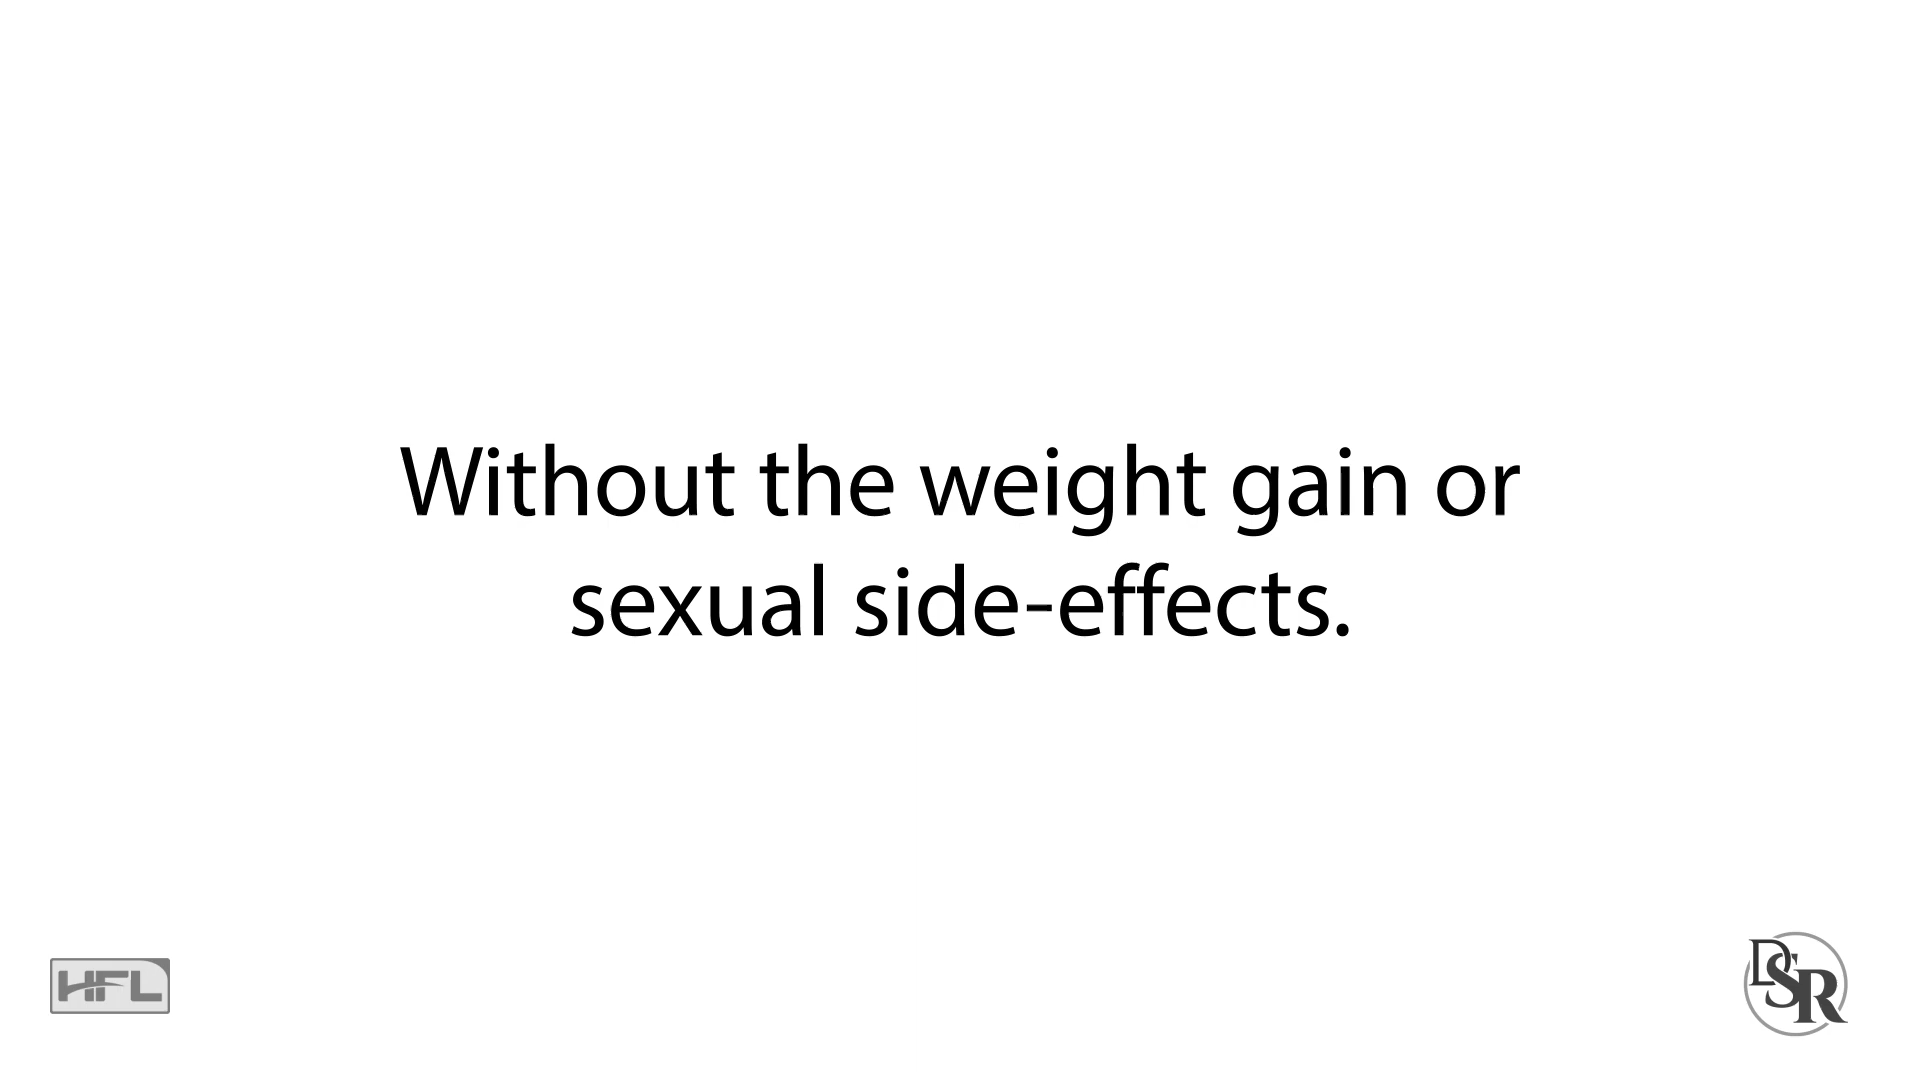 Without the weight gain or
sexual side-effects.
HFL
DSR